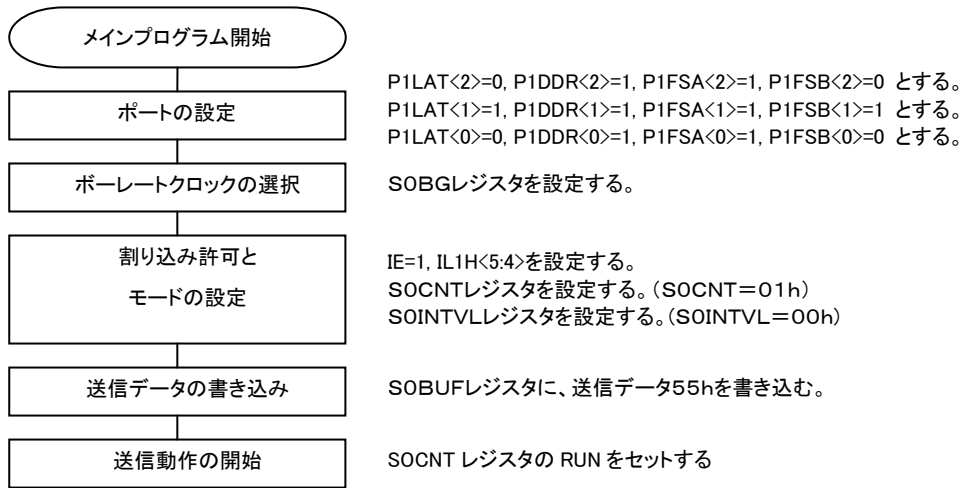 メインプログラム開始
ポートの設定
P1LAT<2>=0, P1DDR<2>=1, P1FSA<2>=1, P1FSB<2>=0 とする。
P1LAT<1>=1, P1DDR<1>=1, P1FSA<1>=1, P1FSB<1>=1 とする。
P1LAT<0>=0, P1DDR<0>=1, P1FSA<0>=1, P1FSB<0>=0 とする。
ボーレートクロックの選択
S0BGレジスタを設定する。
割り込み許可と
モードの設定
IE=1, IL1H<5:4>を設定する。
S0CNTレジスタを設定する。(S0CNT=01h)
S0INTVLレジスタを設定する。(S0INTVL=00h)
送信データの書き込み
S0BUFレジスタに、送信データ55hを書き込む。
送信動作の開始
S0CNT レジスタの RUN をセットする